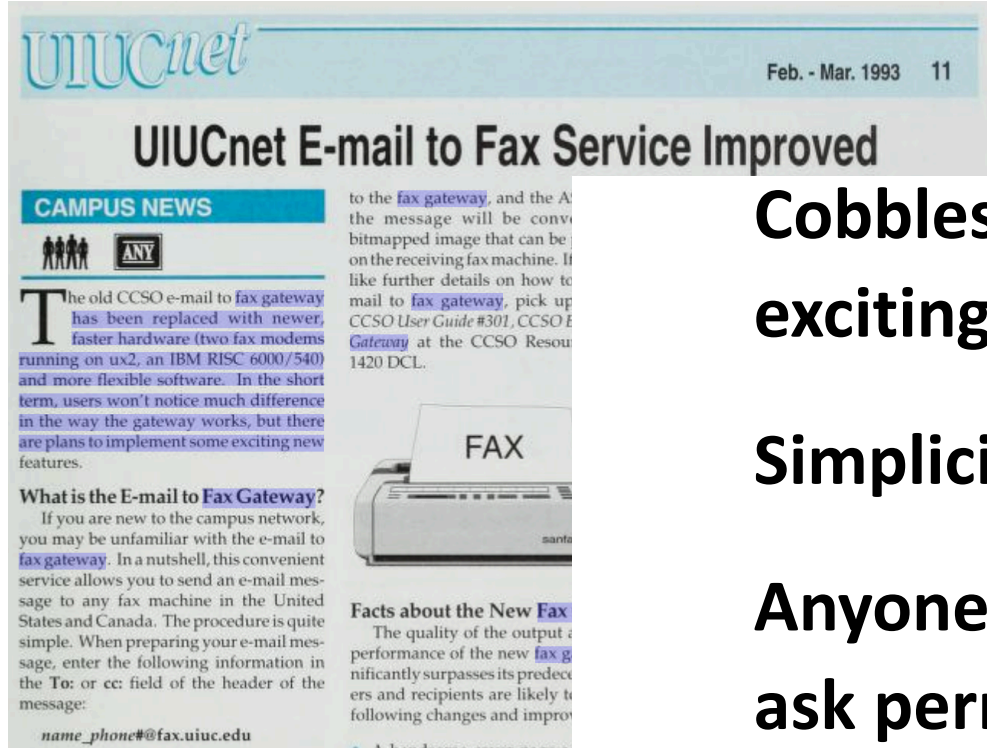 UIUCnet
Feb. - Mar. 1993 11
UIUCnet E-mail to Fax Service Improved
CAMPUS NEWS
ANY
The old CCSO e-mail to fax gateway
has been replaced with newer,
faster hardware (two fax modems
running on ux2, an IBM RISC 6000/540)
and more flexible software. In the short
term, users won't notice much difference
in the way the gateway works, but there
are plans to implement some exciting new
features.
What is the E-mail to Fax Gateway?
If you are new to the campus network,
you may be unfamiliar with the e-mail to
fax gateway. In a nutshell, this convenient
service allows you to send an e-mail mes-
sage to any fax machine in the United
States and Canada. The procedure is quite
simple. When preparing your e-mail mes-
sage, enter the following information in
the To: or cc: field of the header of the
message:
name_phone#@fax.uiuc.edu
to the fax gateway, and the
the message will be
bitmapped image that can be
on the receiving fax machine. If
like further details on how to
mail to fax gateway, pick up
CCSO User Guide #301, CCSO
Gateway at the CCSO
1420 DCL.
FAX
Facts about the New Fax
The quality of the output
performance of the new fax
nificantly surpasses its
ers and recipients are likely
following changes and
exciting
Anyone
ask